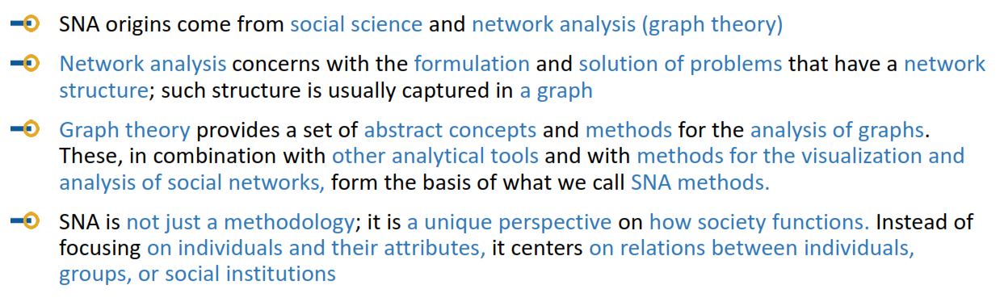 SNA origins come from social science and network analysis (graph theory)
Network analysis concerns with the formulation and solution of problems that have a network
structure; such structure is usually captured in a graph
Graph theory provides a set of abstract concepts and methods for the analysis of graphs.
These, in combination with other analytical tools and with methods for the visualization and
analysis of social networks, form the basis of what we call SNA methods.
SNA is not just a methodology; it is a unique perspective on how society functions. Instead of
focusing on individuals and their attributes, it centers on relations between individuals,
groups, or social institutions